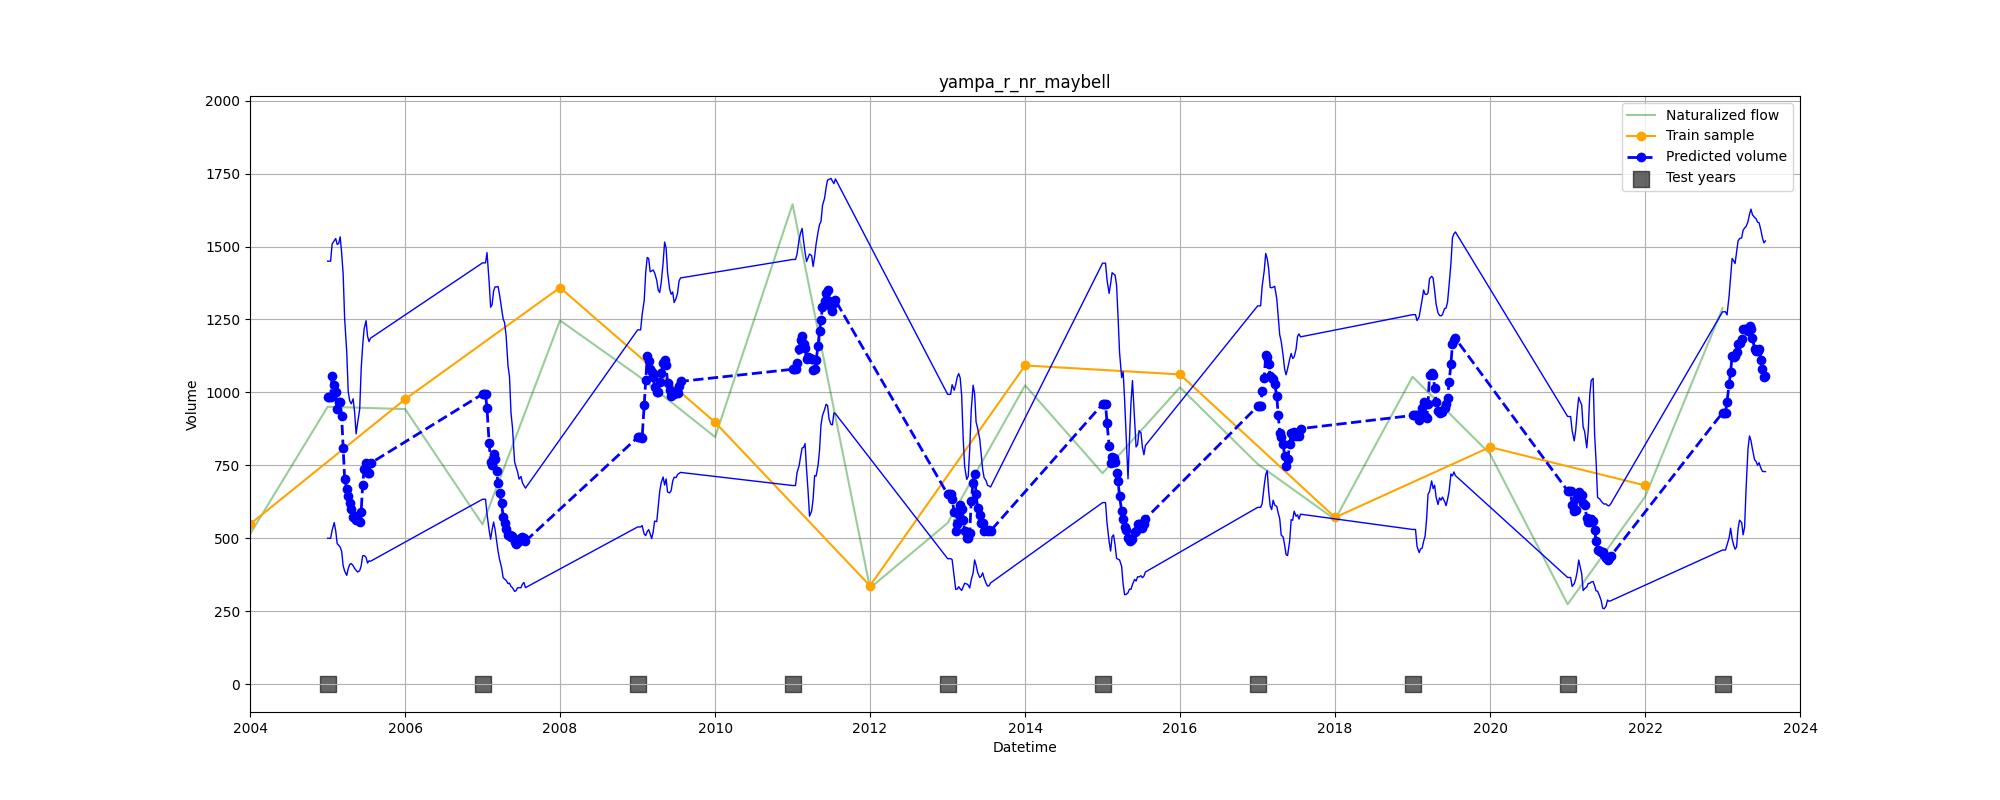 yampa_r_nr_maybell
2000
1750
1500
1250
1000
750
500
250
0
Volume
Naturalized flow
Train sample
Predicted volume
Test years
2004 2006 2008 2010 2012 2014 2016 2018 2020 2022 2024
Datetime